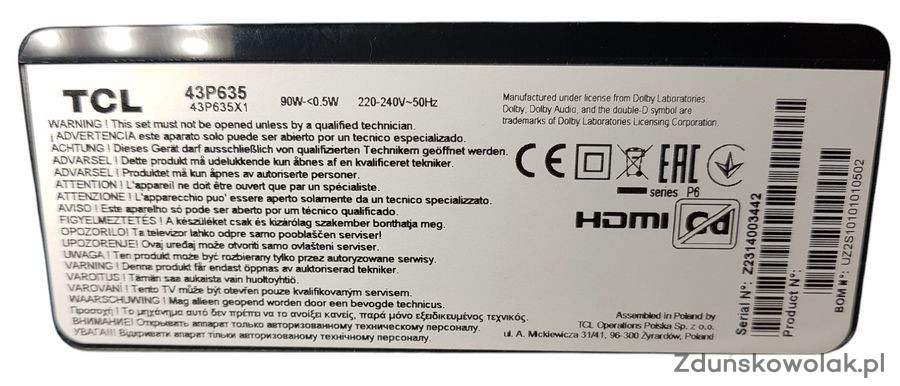 TCL
43P635
43P635X1
90W-<0.5W
220-240V~50Hz
WARNING ! This set must not be opened unless by a qualified technician.
¡ ADVERTENCIA este aparato solo puede ser abierto por un tecnico especializado.
ACHTUNG ! Dieses Gerät darf ausschließlich von qualifizierten Technikem geöffnet werden.
ADVARSEL ! Dette produkt må udelukkende kun åbnes af en kvalificeret tekniker.
ADVARSEL ! Produktet må kun åpnes av autoriserte personer.
ATTENTION ! L'appareil ne doit être ouvert que par un spécialiste.
ATTENZIONE ! L'apparecchio puo' essere aperto solamente da un tecnico specializzato.
AVISO ! Este aparelho só pode ser aberto por um técnico qualificado.
FIGYELMEZTETÉS ! A készüléket csak és kizárólag szakember bonthatja meg.
OPOZORILO! Ta televizor lahko odpre samo pooblaščen serviser!
UPOZORENJE! Ovaj uređaj može otvoriti samo ovlašteni serviser.
UWAGA ! Ten produkt może być rozbierany tylko przez autoryzowane serwisy.
VARNING ! Denna produkt får endast öppnas av auktoriserad tekniker.
VAROITUS ! Tämän saa aukaista vain huoltoyhtiö.
VAROVÁNÍ ! Tento TV může otevřít pouze kvalifikovaným servisem.
WAARSCHUWING ! Mag alleen geopend worden door een bevogde technicus.
Προσοχή ! Το μηχάνημα αυτό δεν πρέπει να το ανοίξει κανείς, παρά μόνο εξειδικευμένος τεχνικός.
ВНИМАНИЕ! Открывать аппарат только авторизованному техническому персоналу.
УВАГА!!! Відкривати апарат тільки авторизованому технічному персоналу.
Manufactured under license from Dolby Laboratories.
Dolby, Dolby Audio, and the double-D symbol are
trademarks of Dolby Laboratories Licensing Corporation.
CE
EAC
series P6
HDMI
Assembled in Poland by
TCL Operations Polska Sp. z o.o.
ul. A. Mickiewicza 31/41, 96-300 Żyrardów, Poland
Serial Nº: Z2314003442
Product Nº:
BOM Nº: UZ2S10101010502
Zduńskowolak.pl